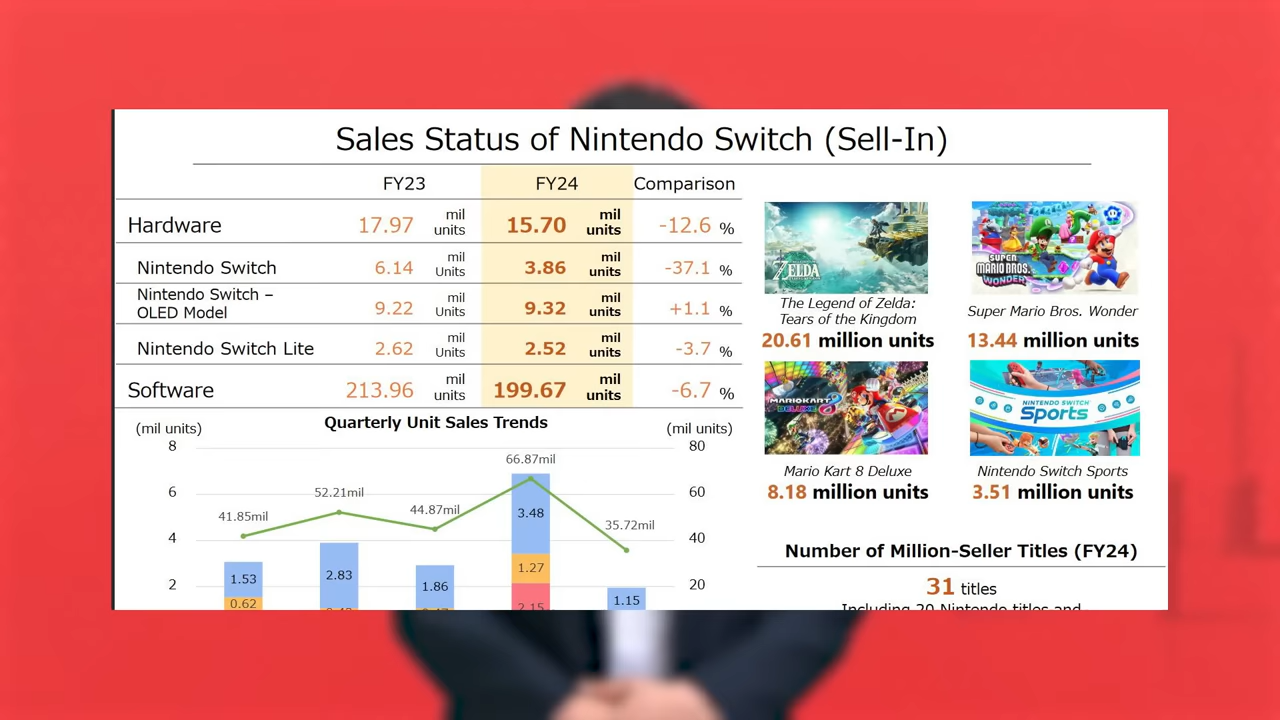 Sales Status of Nintendo Switch (Sell-In)
FY23 FY24 Comparison
Hardware 17.97 mil units 15.70 mil units -12.6 %
Nintendo Switch 6.14 mil Units 3.86 mil units -37.1 %
Nintendo Switch – OLED Model 9.22 mil Units 9.32 mil units +1.1 %
Nintendo Switch Lite 2.62 mil Units 2.52 mil units -3.7 %
Software 213.96 mil units 199.67 mil units -6.7 %
(mil units) Quarterly Unit Sales Trends (mil units)
8 80
66.87mil
6 52.21mil 60
41.85mil 44.87mil 3.48 35.72mil
4 40
1.53 2.83 1.86 1.27
2 1.15 20
0.62 2.15
ZELDA
SUPER
MARIO BROS.
WONDER
The Legend of Zelda:
Tears of the Kingdom
20.61 million units
Super Mario Bros. Wonder
13.44 million units
MARIOKART
8
DELUXE
NINTENDO SWITCH
Sports
Mario Kart 8 Deluxe
8.18 million units
Nintendo Switch Sports
3.51 million units
Number of Million-Seller Titles (FY24)
31 titles
Including 20 Nintendo titles and